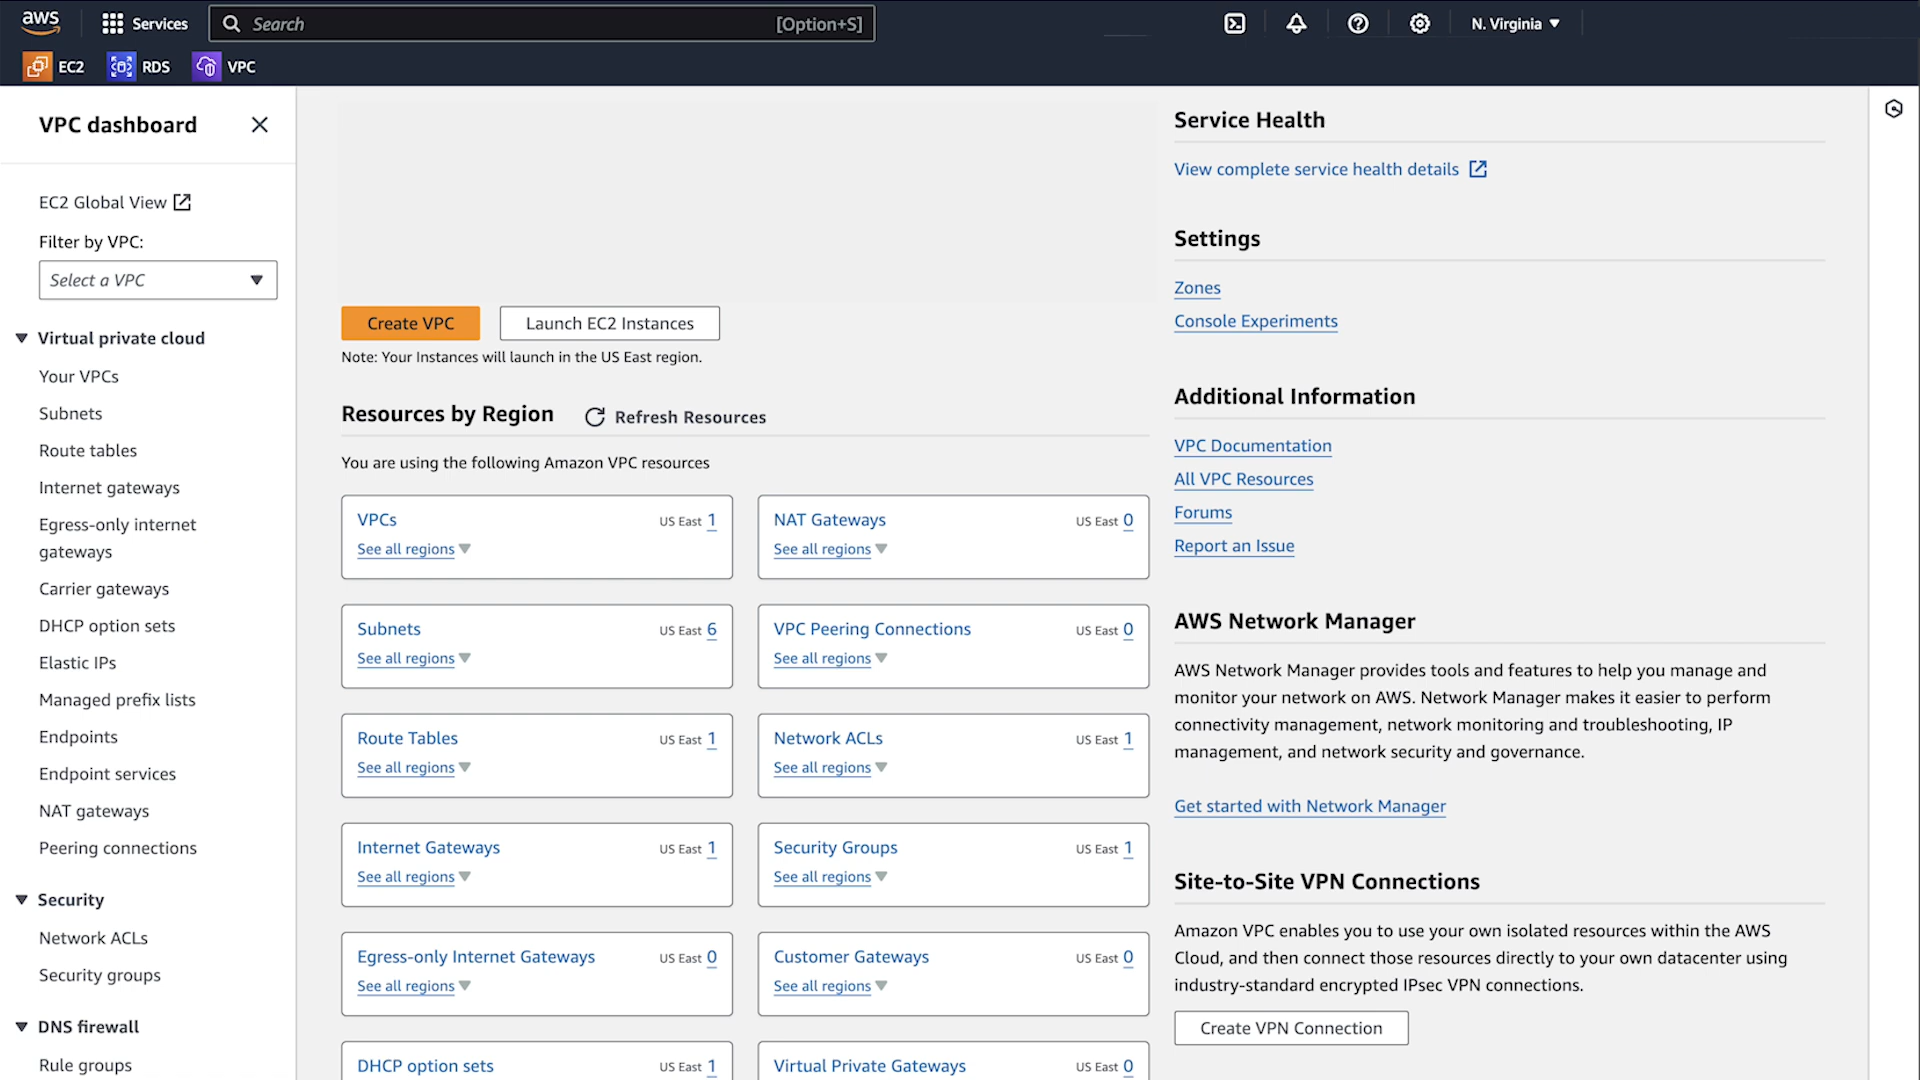 aws
Services
Search
[Option+S]
N. Virginia
EC2
RDS
VPC
VPC dashboard
EC2 Global View
Filter by VPC:
Select a VPC
Virtual private cloud
Your VPCs
Subnets
Route tables
Internet gateways
Egress-only internet
gateways
Carrier gateways
DHCP option sets
Elastic IPs
Managed prefix lists
Endpoints
Endpoint services
NAT gateways
Peering connections
Security
Network ACLs
Security groups
DNS firewall
Rule groups
Create VPC
Launch EC2 Instances
Note: Your Instances will launch in the US East region.
Resources by Region
Refresh Resources
You are using the following Amazon VPC resources
VPCs US East 1
See all regions
NAT Gateways US East 0
See all regions
Subnets US East 6
See all regions
VPC Peering Connections US East 0
See all regions
Route Tables US East 1
See all regions
Network ACLs US East 1
See all regions
Internet Gateways US East 1
See all regions
Security Groups US East 1
See all regions
Egress-only Internet Gateways US East 0
See all regions
Customer Gateways US East 0
See all regions
DHCP option sets US East 1
Virtual Private Gateways US East 0
Service Health
View complete service health details
Settings
Zones
Console Experiments
Additional Information
VPC Documentation
All VPC Resources
Forums
Report an Issue
AWS Network Manager
AWS Network Manager provides tools and features to help you manage and
monitor your network on AWS. Network Manager makes it easier to perform
connectivity management, network monitoring and troubleshooting, IP
management, and network security and governance.
Get started with Network Manager
Site-to-Site VPN Connections
Amazon VPC enables you to use your own isolated resources within the AWS
Cloud, and then connect those resources directly to your own datacenter using
industry-standard encrypted IPsec VPN connections.
Create VPN Connection